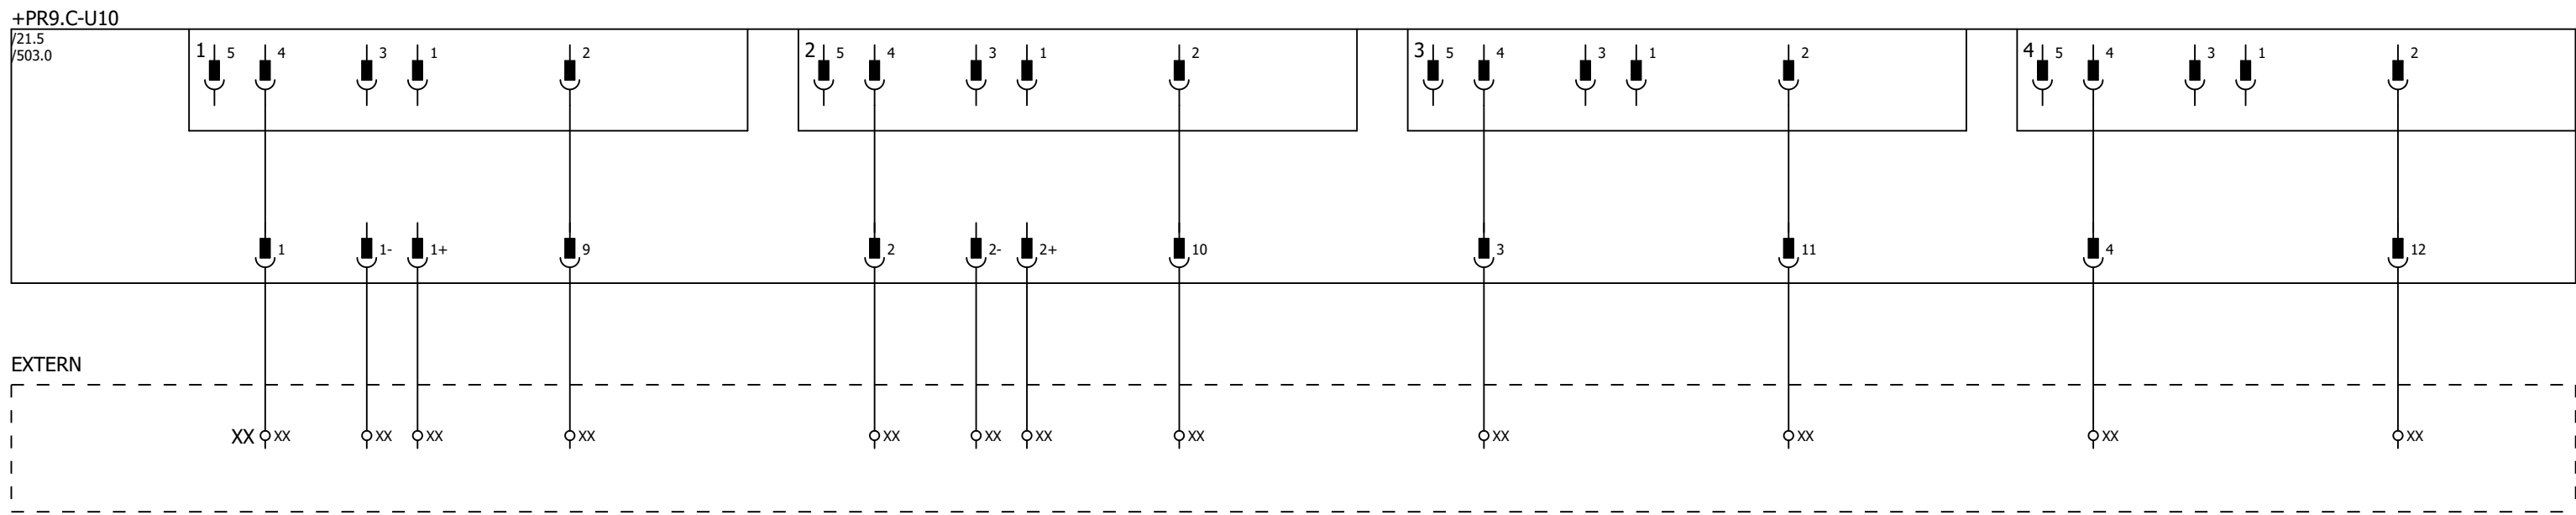 +PR9.C-U10
/21.5
/503.0
1 5 4 3 1 2 2 5 4 3 1 2 3 5 4 3 1 2 4 5 4 3 1 2
1 1- 1+ 9 2 2- 2+ 10 3 11 4 12
EXTERN
XX XX XX XX XX XX XX XX XX XX XX XX XX